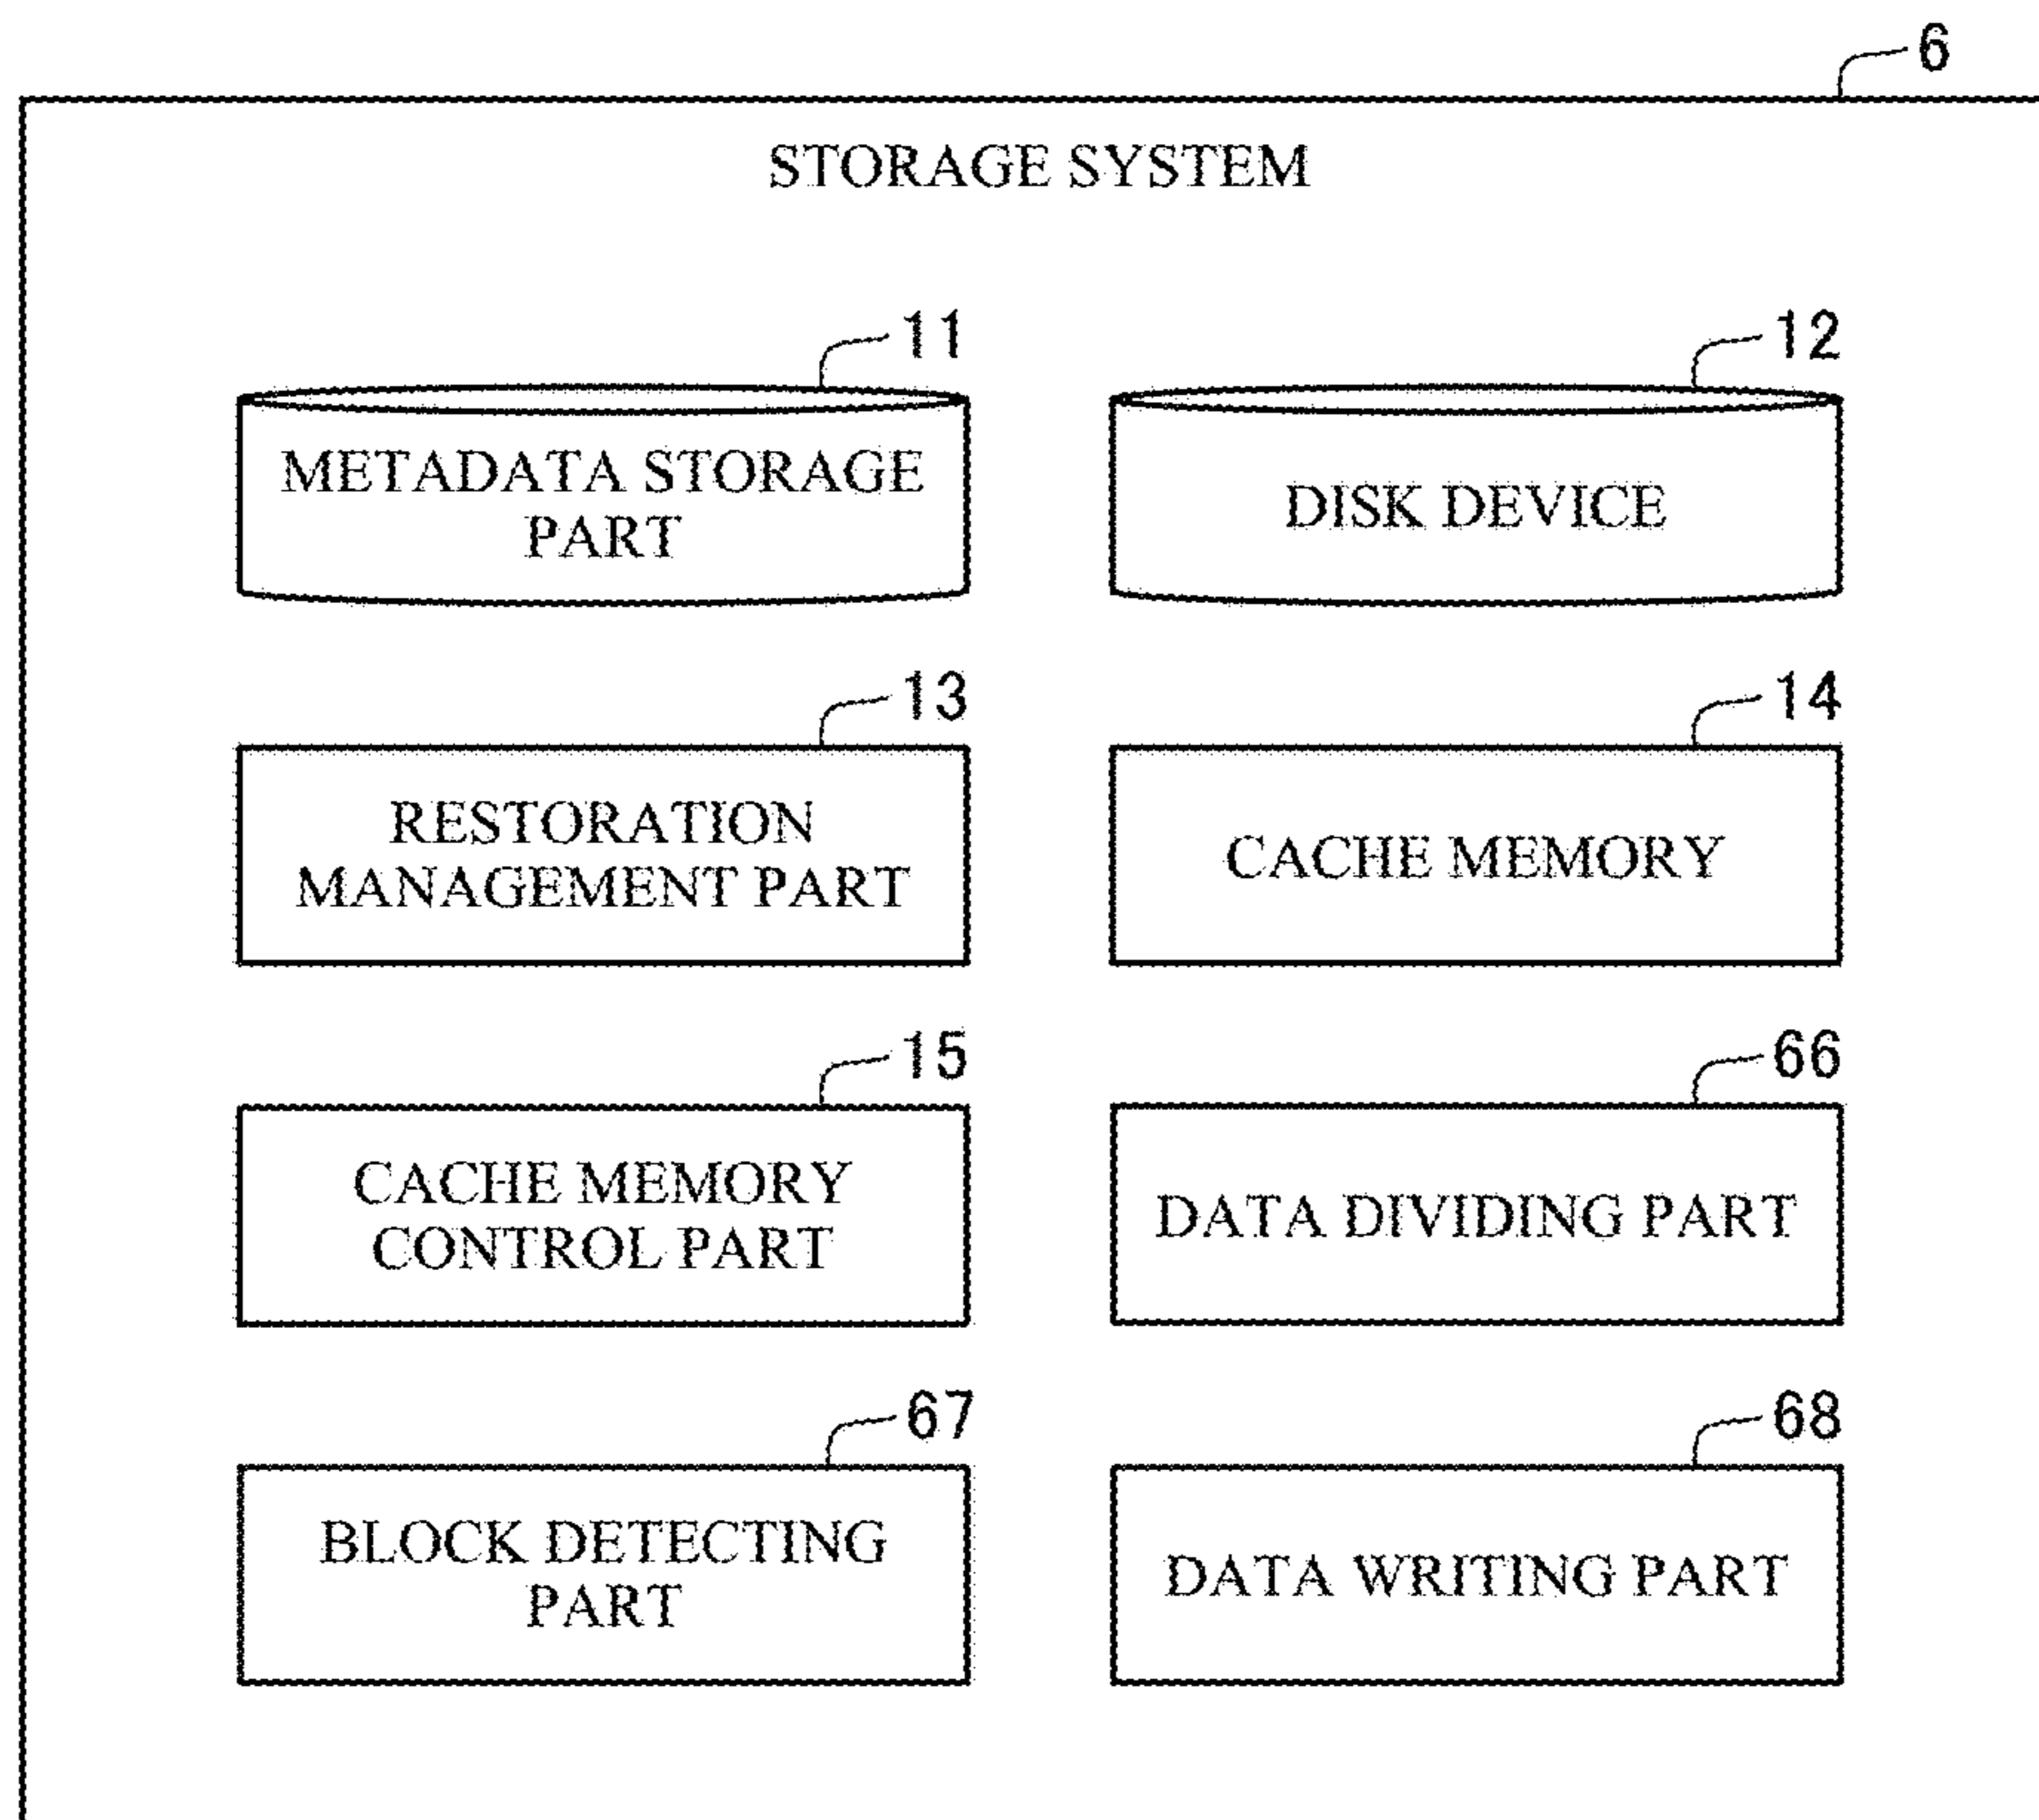 6
STORAGE SYSTEM
11
METADATA STORAGE
PART
12
DISK DEVICE
13
RESTORATION
MANAGEMENT PART
14
CACHE MEMORY
15
CACHE MEMORY
CONTROL PART
66
DATA DIVIDING PART
67
BLOCK DETECTING
PART
68
DATA WRITING PART